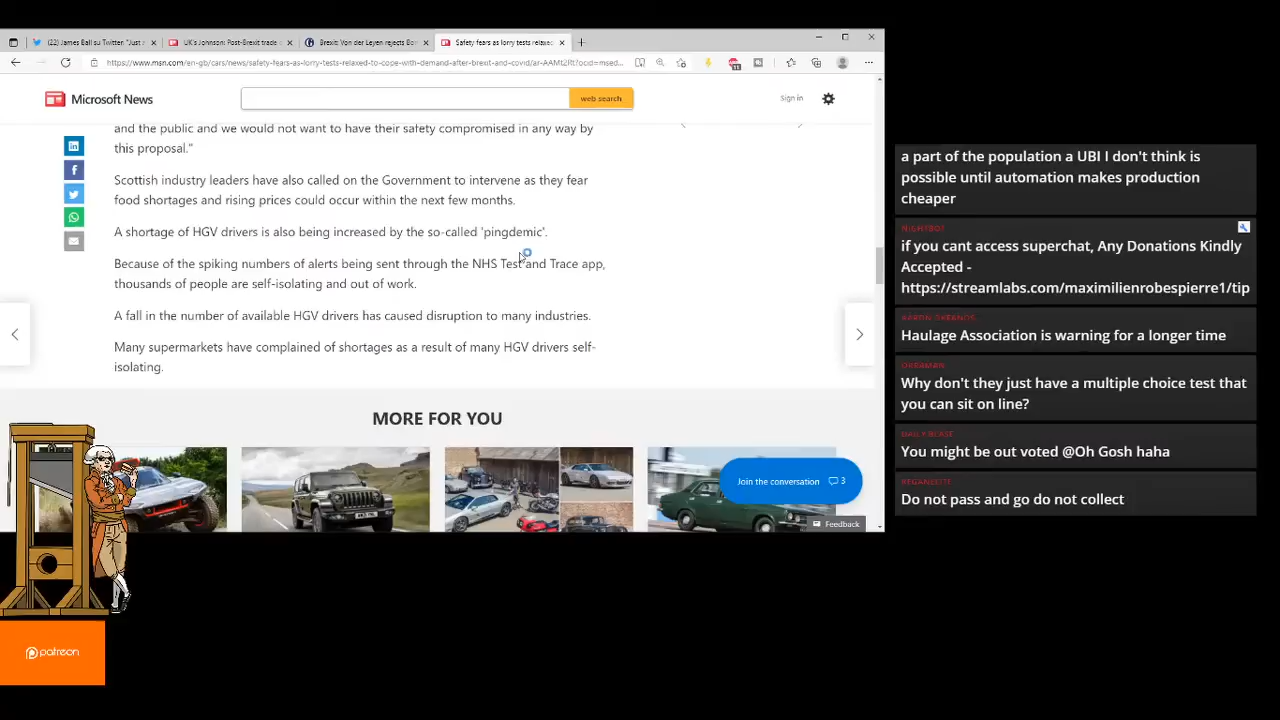 (22) James Ball su Twitter: "Just
UK's Johnson: Post-Brexit trade
Brexit: Von der Leyen rejects Bor
Safety fears as lorry tests relaxed
https://www.msn.com/en-gb/cars/news/safety-fears-as-lorry-tests-relaxed-to-cope-with-demand-after-brexit-and-covid/ar-AAMt2Rt?ocid=msed...
Microsoft News
web search
Sign in
and the public and we would not want to have their safety compromised in any way by
this proposal."
Scottish industry leaders have also called on the Government to intervene as they fear
food shortages and rising prices could occur within the next few months.
A shortage of HGV drivers is also being increased by the so-called 'pingdemic'.
Because of the spiking numbers of alerts being sent through the NHS Test and Trace app,
thousands of people are self-isolating and out of work.
A fall in the number of available HGV drivers has caused disruption to many industries.
Many supermarkets have complained of shortages as a result of many HGV drivers self-
isolating.
MORE FOR YOU
Join the conversation 3
Feedback
patreon
a part of the population a UBI I don't think is
possible until automation makes production
cheaper
NIGHTBOT
if you cant access superchat, Any Donations Kindly
Accepted -
https://streamlabs.com/maximilienrobespierre1/tip
Haulage Association is warning for a longer time
Why don't they just have a multiple choice test that
you can sit on line?
You might be out voted @Oh Gosh haha
Do not pass and go do not collect